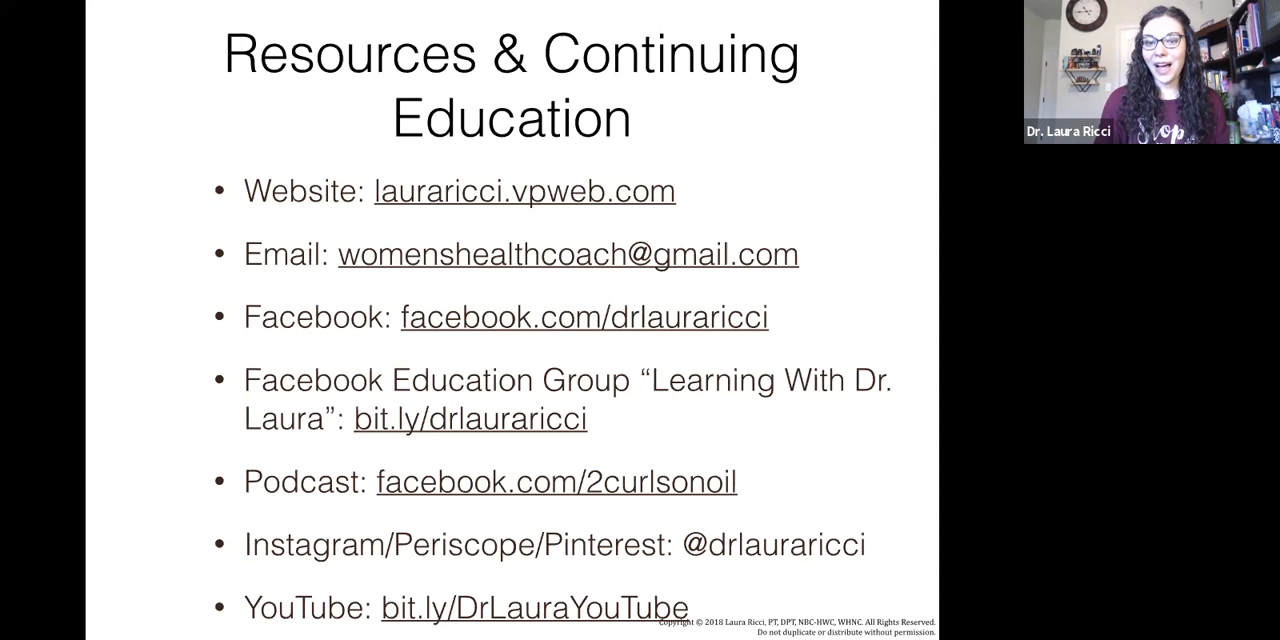 Resources & Continuing
Education
• Website: lauraricci.vpweb.com
• Email: womenshealthcoach@gmail.com
• Facebook: facebook.com/drlauraricci
• Facebook Education Group “Learning With Dr.
Laura”: bit.ly/drlauraricci
• Podcast: facebook.com/2curlsonoil
• Instagram/Periscope/Pinterest: @drlauraricci
• YouTube: bit.ly/DrLauraYouTube
Copyright © 2018 Laura Ricci, PT, DPT, NBC-HWC, WHNC. All Rights Reserved.
Do not duplicate or distribute without permission.
Dr. Laura Ricci